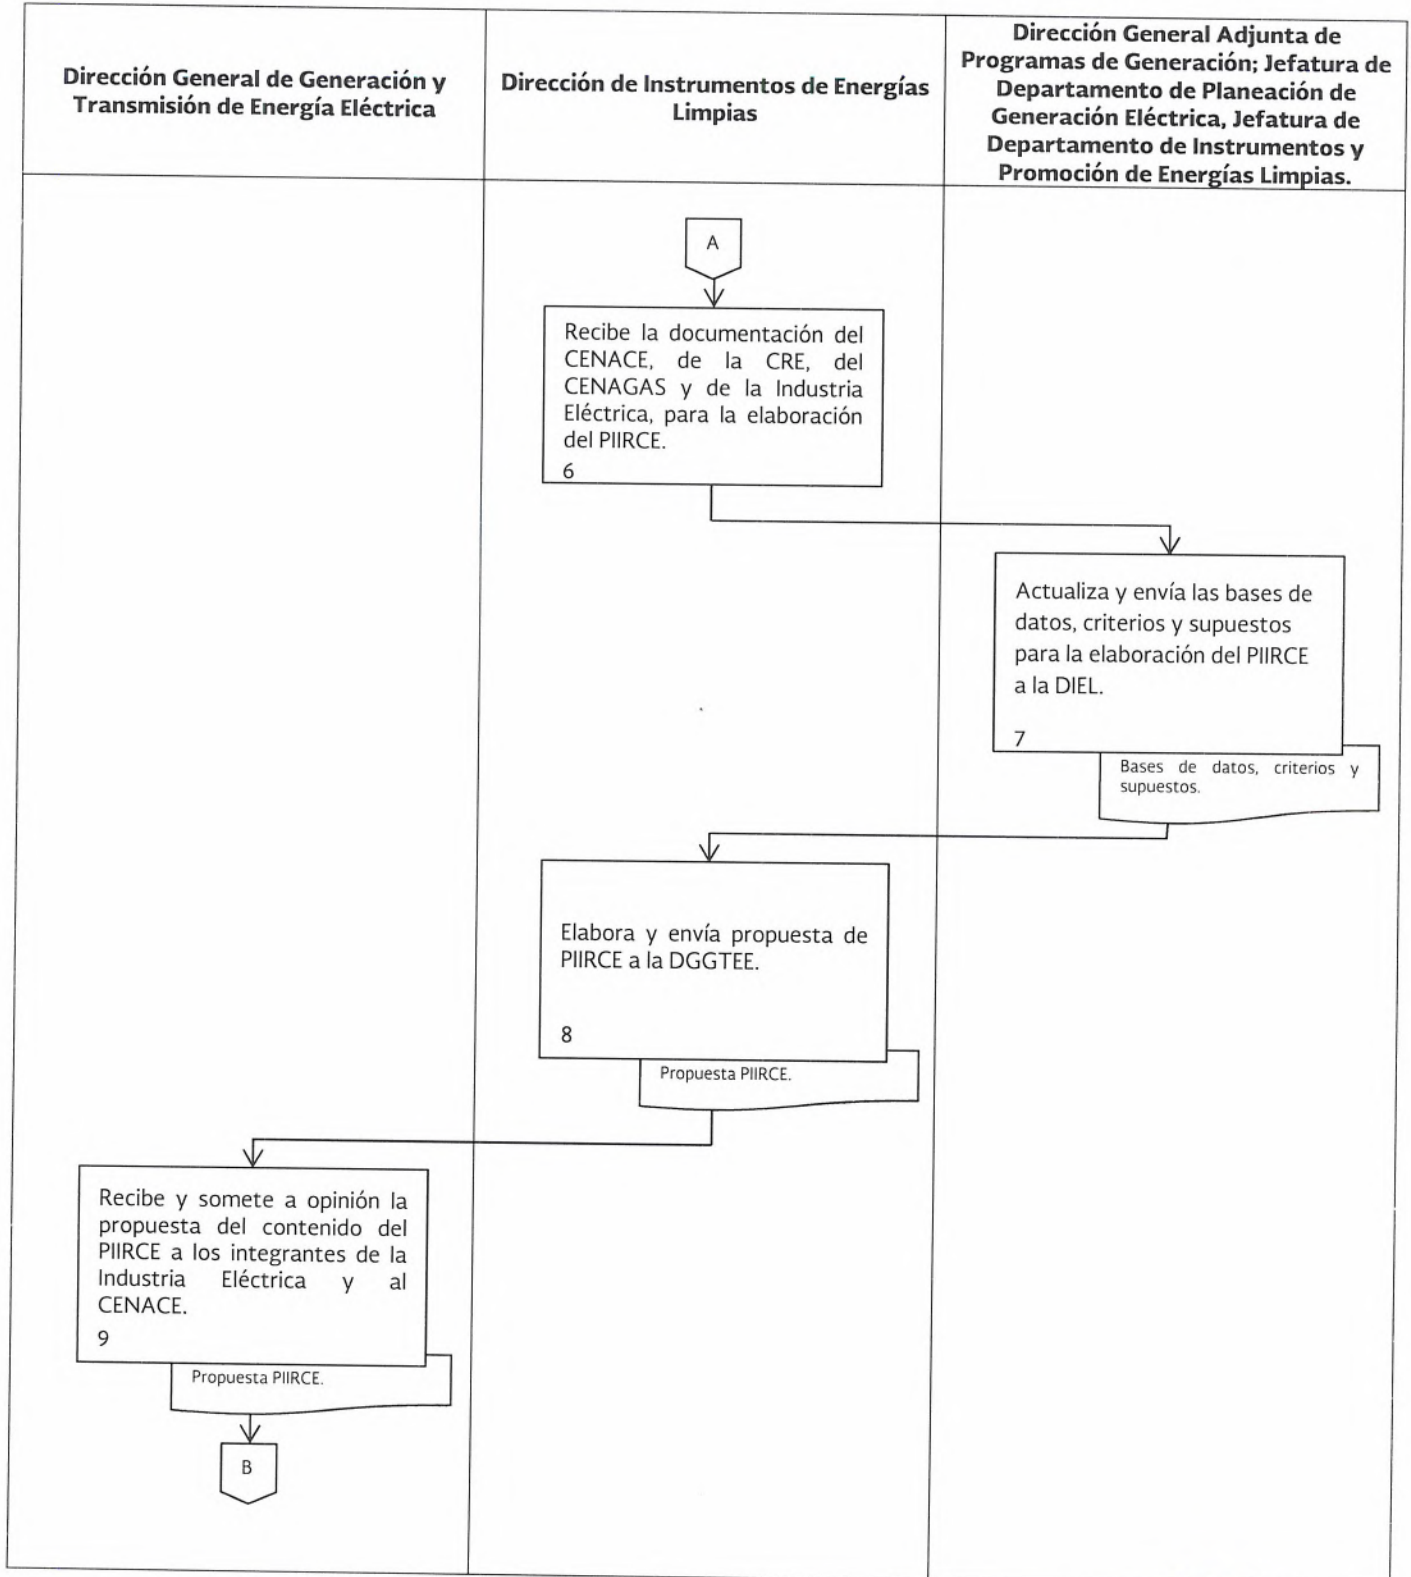 Dirección General de Generación y
Transmisión de Energía Eléctrica
Dirección de Instrumentos de Energías
Limpias
Dirección General Adjunta de
Programas de Generación; Jefatura de
Departamento de Planeación de
Generación Eléctrica, Jefatura de
Departamento de Instrumentos y
Promoción de Energías Limpias.
A
Recibe la documentación del
CENACE, de la CRE, del
CENAGAS y de la Industria
Eléctrica, para la elaboración
del PIIRCE.
6
Actualiza y envía las bases de
datos, criterios y supuestos
para la elaboración del PIIRCE
a la DIEL.
7
Bases de datos, criterios y
supuestos.
Elabora y envía propuesta de
PIIRCE a la DGGTEE.
8
Propuesta PIIRCE.
Recibe y somete a opinión la
propuesta del contenido del
PIIRCE a los integrantes de la
Industria Eléctrica y al
CENACE.
9
Propuesta PIIRCE.
B